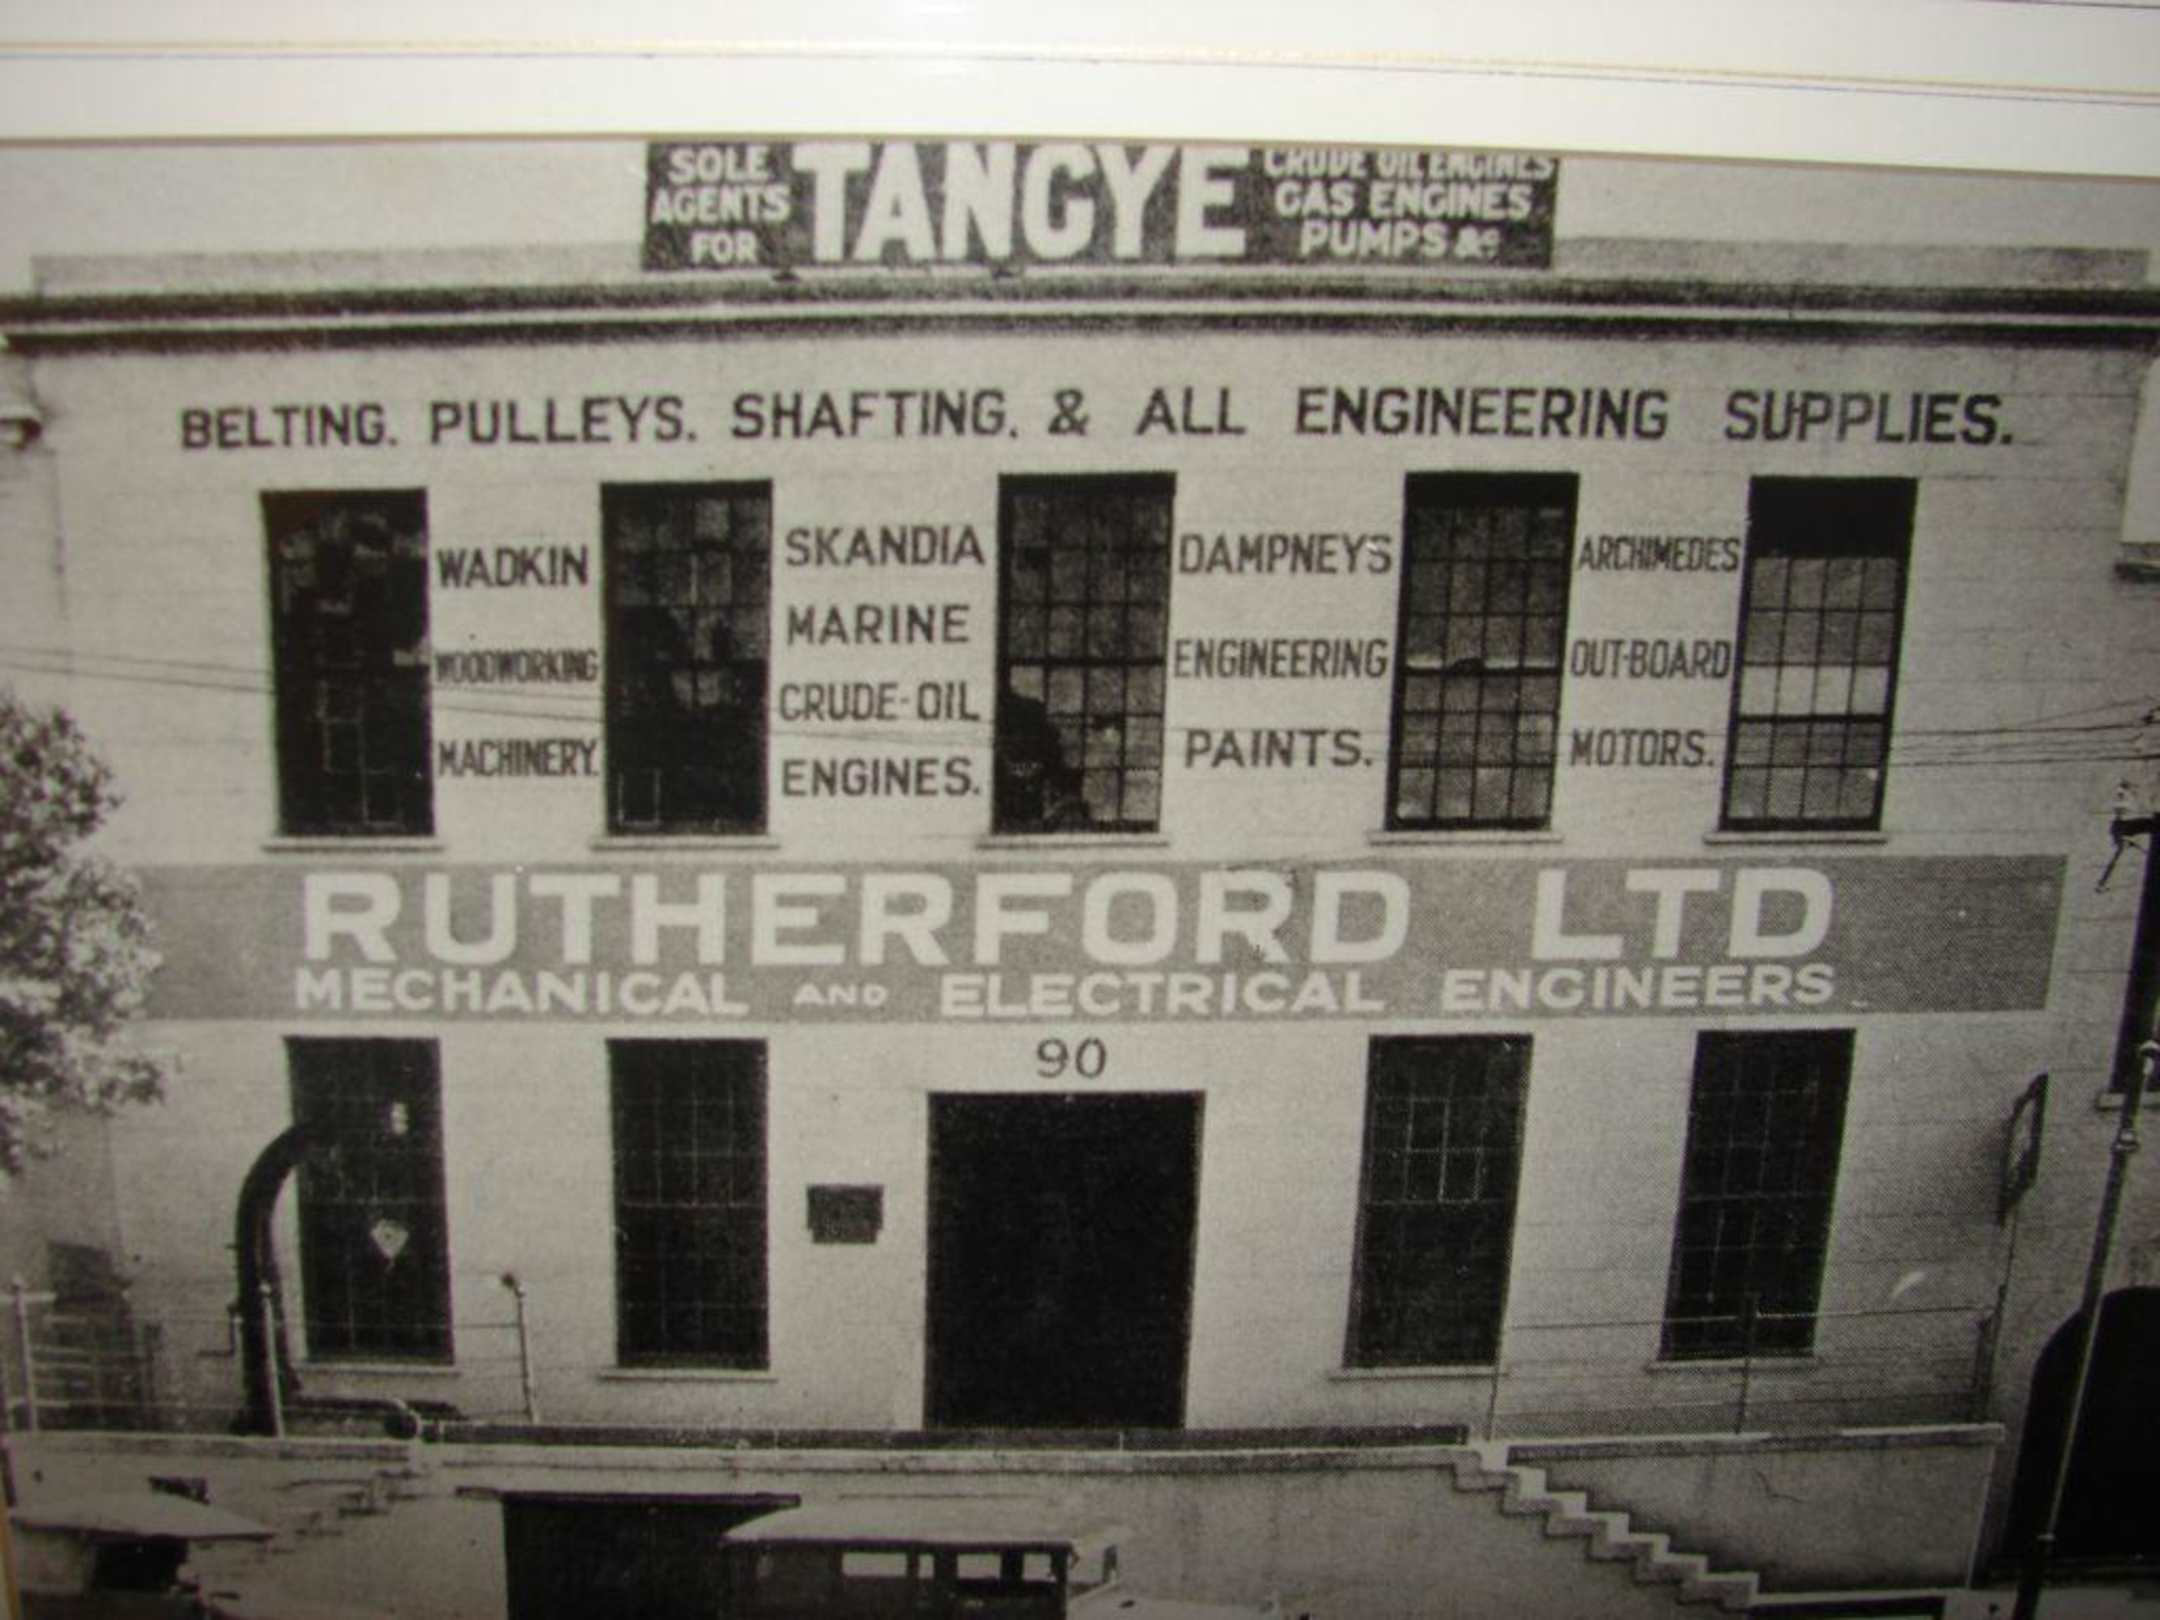 SOLE
AGENTS
FOR
TANGYE
CRUDE OIL ENGINES
GAS ENGINES
PUMPS &c
BELTING. PULLEYS. SHAFTING. & ALL ENGINEERING SUPPLIES.
WADKIN
WOODWORKING
MACHINERY.
SKANDIA
MARINE
CRUDE-OIL
ENGINES.
DAMPNEY'S
ENGINEERING
PAINTS.
ARCHIMEDES
OUT-BOARD
MOTORS.
RUTHERFORD LTD
MECHANICAL AND ELECTRICAL ENGINEERS
90